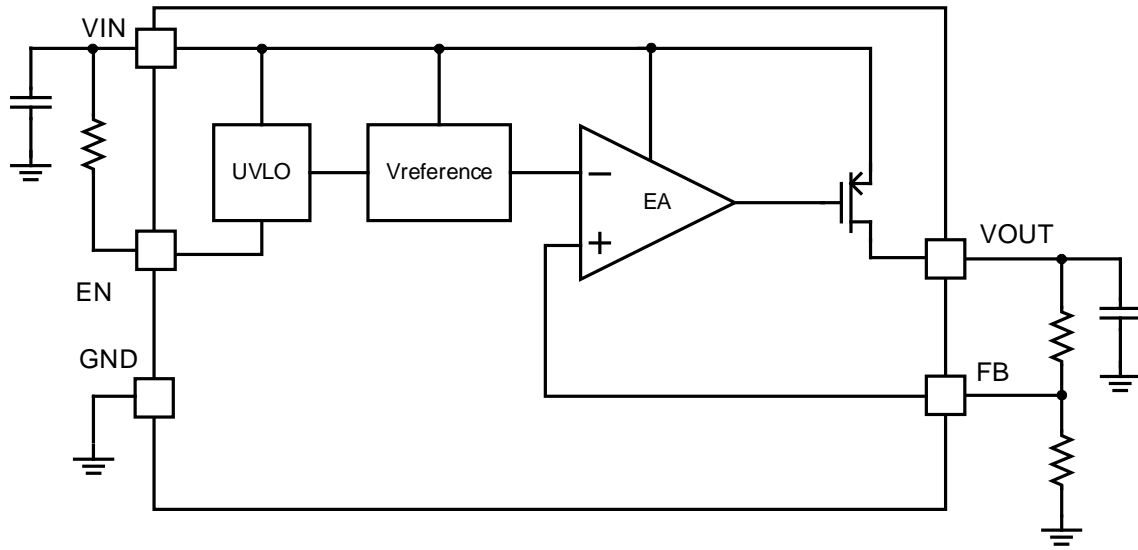 VIN
UVLO
Vreference
−
EA
+
VOUT
EN
GND
FB